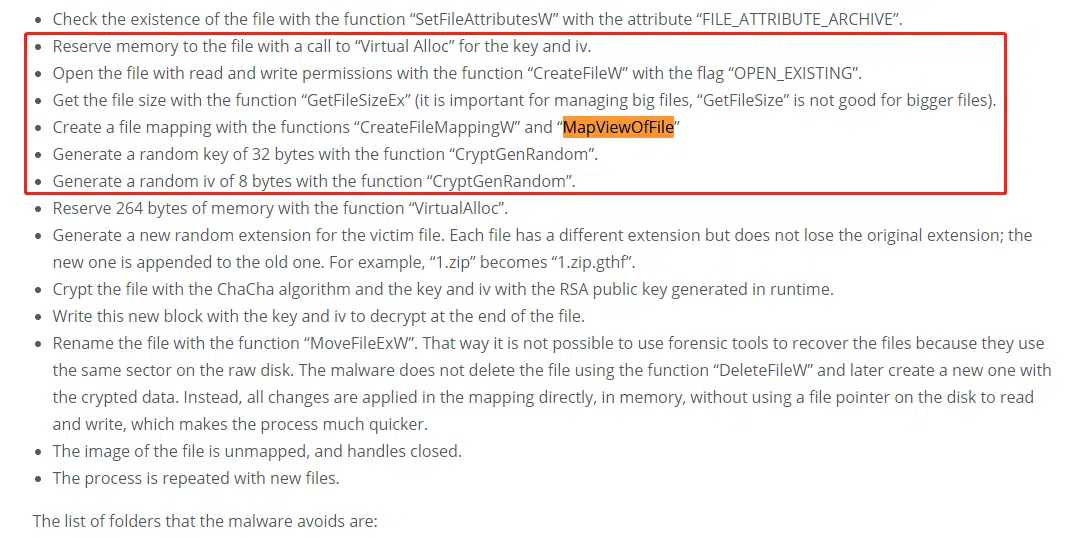 • Check the existence of the file with the function “SetFileAttributesW” with the attribute “FILE_ATTRIBUTE_ARCHIVE”.
• Reserve memory to the file with a call to “Virtual Alloc” for the key and iv.
• Open the file with read and write permissions with the function “CreateFileW” with the flag “OPEN_EXISTING”.
• Get the file size with the function “GetFileSizeEx” (it is important for managing big files, “GetFileSize” is not good for bigger files).
• Create a file mapping with the functions “CreateFileMappingW” and “MapViewOfFile”
• Generate a random key of 32 bytes with the function “CryptGenRandom”.
• Generate a random iv of 8 bytes with the function “CryptGenRandom”.
• Reserve 264 bytes of memory with the function “VirtualAlloc”.
• Generate a new random extension for the victim file. Each file has a different extension but does not lose the original extension; the
new one is appended to the old one. For example, “1.zip” becomes “1.zip.gthf”.
• Crypt the file with the ChaCha algorithm and the key and iv with the RSA public key generated in runtime.
• Write this new block with the key and iv to decrypt at the end of the file.
• Rename the file with the function “MoveFileExW”. That way it is not possible to use forensic tools to recover the files because they use
the same sector on the raw disk. The malware does not delete the file using the function “DeleteFileW” and later create a new one with
the crypted data. Instead, all changes are applied in the mapping directly, in memory, without using a file pointer on the disk to read
and write, which makes the process much quicker.
• The image of the file is unmapped, and handles closed.
• The process is repeated with new files.
The list of folders that the malware avoids are: